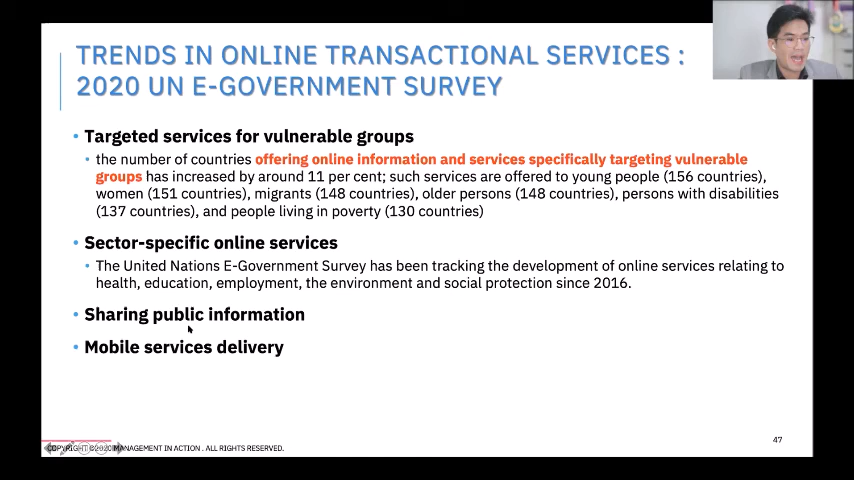 TRENDS IN ONLINE TRANSACTIONAL SERVICES :
2020 UN E-GOVERNMENT SURVEY
• Targeted services for vulnerable groups
• the number of countries offering online information and services specifically targeting vulnerable
groups has increased by around 11 per cent; such services are offered to young people (156 countries),
women (151 countries), migrants (148 countries), older persons (148 countries), persons with disabilities
(137 countries), and people living in poverty (130 countries)
• Sector-specific online services
• The United Nations E-Government Survey has been tracking the development of online services relating to
health, education, employment, the environment and social protection since 2016.
• Sharing public information
• Mobile services delivery
47
COPYRIGHT ©2020 MANAGEMENT IN ACTION . ALL RIGHTS RESERVED.